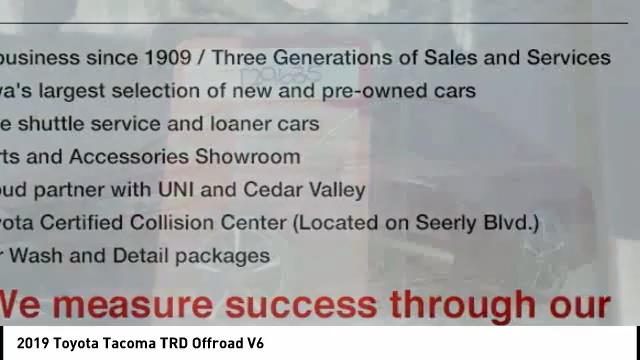 business since 1909 / Three Generations of Sales and Services
va's largest selection of new and pre-owned cars
e shuttle service and loaner cars
rts and Accessories Showroom
oud partner with UNI and Cedar Valley
yota Certified Collision Center (Located on Seerly Blvd.)
r Wash and Detail packages
We measure success through our
2019 Toyota Tacoma TRD Offroad V6